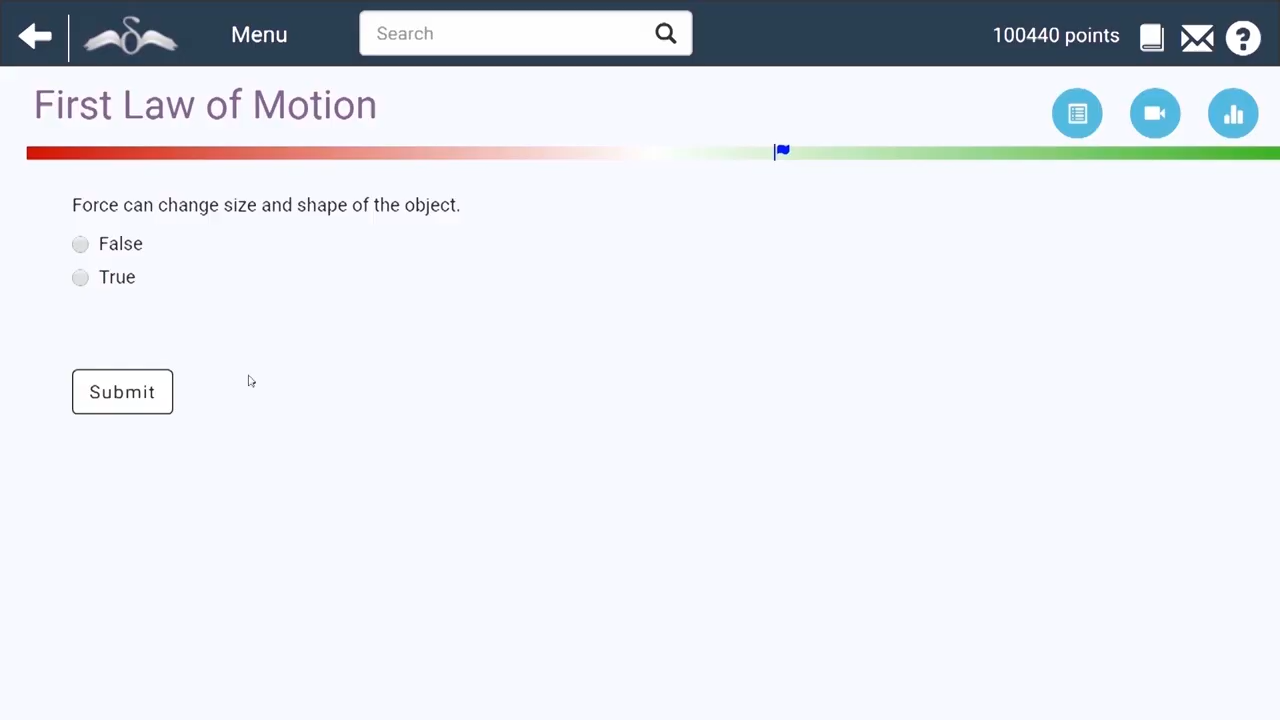 Menu
Search
100440 points
?
First Law of Motion
Force can change size and shape of the object.
False
True
Submit